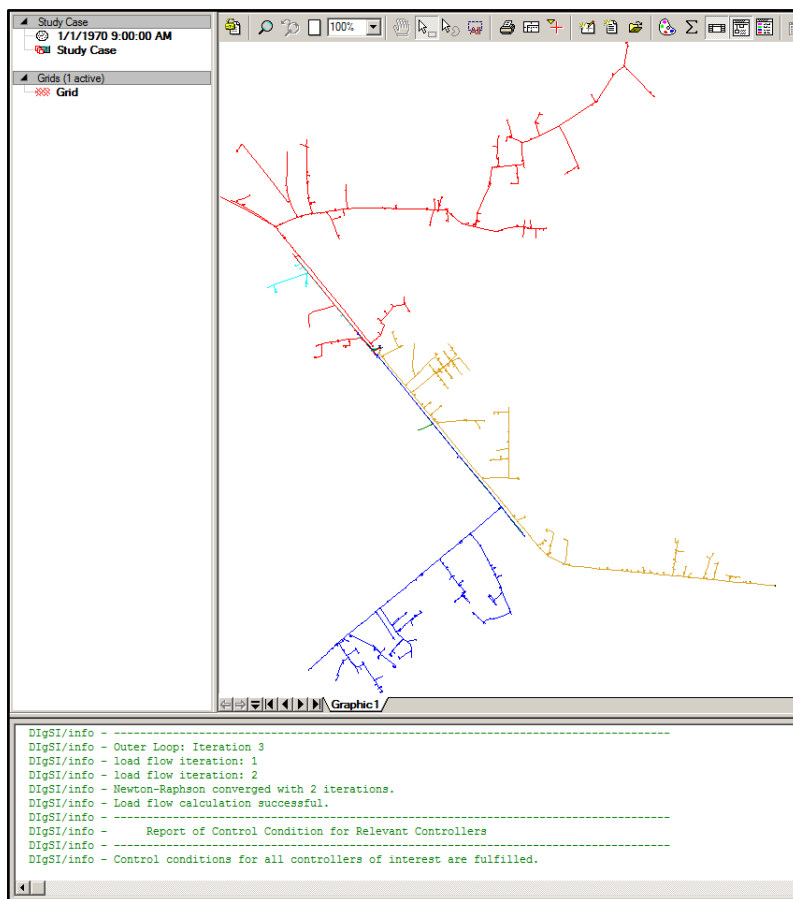 Study Case
1/1/1970 9:00:00 AM
Study Case
Grids (1 active)
Grid
100%
Graphic1
DIgSI/info - --------------------------------------------------------------------------------
DIgSI/info - Outer Loop: Iteration 3
DIgSI/info - load flow iteration: 1
DIgSI/info - load flow iteration: 2
DIgSI/info - Newton-Raphson converged with 2 iterations.
DIgSI/info - Load flow calculation successful.
DIgSI/info - --------------------------------------------------------------------------------
DIgSI/info - Report of Control Condition for Relevant Controllers
DIgSI/info - --------------------------------------------------------------------------------
DIgSI/info - Control conditions for all controllers of interest are fulfilled.